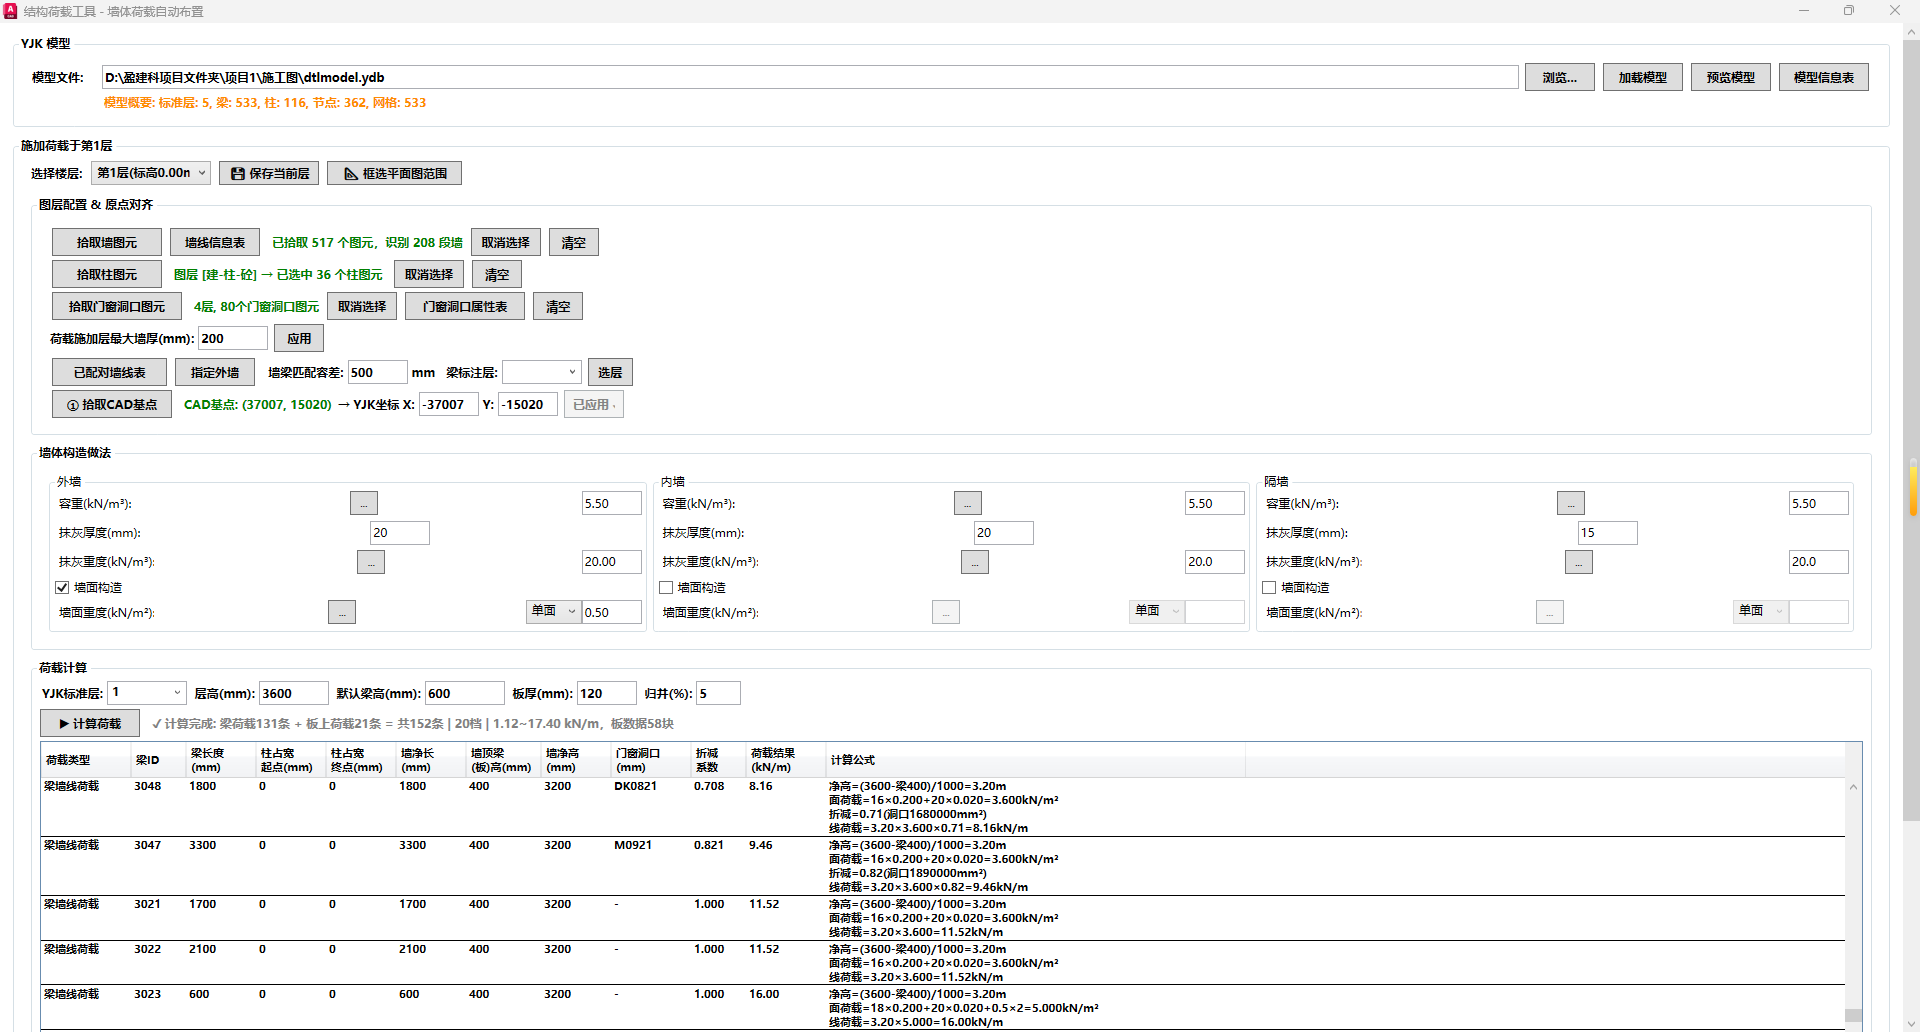 结构荷载工具 - 墙体荷载自动布置
YJK 模型
模型文件: D:\盈建科项目文件夹\项目1\施工图\dtlmodel.ydb 浏览... 加载模型 预览模型 模型信息表
模型概要: 标准层: 5, 梁: 533, 柱: 116, 节点: 362, 网格: 533
施加荷载于第1层
选择楼层: 第1层(标高0.00m 保存当前层 框选平面图范围
图层配置 & 原点对齐
拾取墙图元 墙线信息表 已拾取 517 个图元，识别 208 段墙 取消选择 清空
拾取柱图元 图层 [建-柱-砼] → 已选中 36 个柱图元 取消选择 清空
拾取门窗洞口图元 4层, 80个门窗洞口图元 取消选择 门窗洞口属性表 清空
荷载施加层最大墙厚(mm): 200 应用
已配对墙线表 指定外墙 墙梁匹配容差: 500 mm 梁标注层: 选层
① 拾取CAD基点 CAD基点: (37007, 15020) → YJK坐标 X: -37007 Y: -15020 已应用
墙体构造做法
外墙 内墙 隔墙
容重(kN/m³): ... 5.50 容重(kN/m³): ... 5.50 容重(kN/m³): ... 5.50
抹灰厚度(mm): 20 抹灰厚度(mm): 20 抹灰厚度(mm): 15
抹灰重度(kN/m³): ... 20.00 抹灰重度(kN/m³): ... 20.0 抹灰重度(kN/m³): ... 20.0
墙面构造 墙面构造 墙面构造
墙面重度(kN/m²): ... 单面 0.50 墙面重度(kN/m²): ... 单面 墙面重度(kN/m²): ... 单面
荷载计算
YJK标准层: 1 层高(mm): 3600 默认梁高(mm): 600 板厚(mm): 120 归并(%): 5
▶ 计算荷载 ✓ 计算完成: 梁荷载131条 + 板上荷载21条 = 共152条 | 20档 | 1.12~17.40 kN/m，板数据58块
荷载类型 梁ID 梁长度 (mm) 柱占宽 起点(mm) 柱占宽 终点(mm) 墙净长 (mm) 墙顶梁 (板)高(mm) 墙净高 (mm) 门窗洞口 (mm) 折减 系数 荷载结果 (kN/m) 计算公式
梁墙线荷载 3048 1800 0 0 1800 400 3200 DK0821 0.708 8.16 净高=(3600-梁400)/1000=3.20m
面荷载=16×0.200+20×0.020=3.600kN/m²
折减=0.71(洞口1680000mm²)
线荷载=3.20×3.600×0.71=8.16kN/m
梁墙线荷载 3047 3300 0 0 3300 400 3200 M0921 0.821 9.46 净高=(3600-梁400)/1000=3.20m
面荷载=16×0.200+20×0.020=3.600kN/m²
折减=0.82(洞口1890000mm²)
线荷载=3.20×3.600×0.82=9.46kN/m
梁墙线荷载 3021 1700 0 0 1700 400 3200 - 1.000 11.52 净高=(3600-梁400)/1000=3.20m
面荷载=16×0.200+20×0.020=3.600kN/m²
线荷载=3.20×3.600=11.52kN/m
梁墙线荷载 3022 2100 0 0 2100 400 3200 - 1.000 11.52 净高=(3600-梁400)/1000=3.20m
面荷载=16×0.200+20×0.020=3.600kN/m²
线荷载=3.20×3.600=11.52kN/m
梁墙线荷载 3023 600 0 0 600 400 3200 - 1.000 16.00 净高=(3600-梁400)/1000=3.20m
面荷载=18×0.200+20×0.020+0.5×2=5.000kN/m²
线荷载=3.20×5.000=16.00kN/m